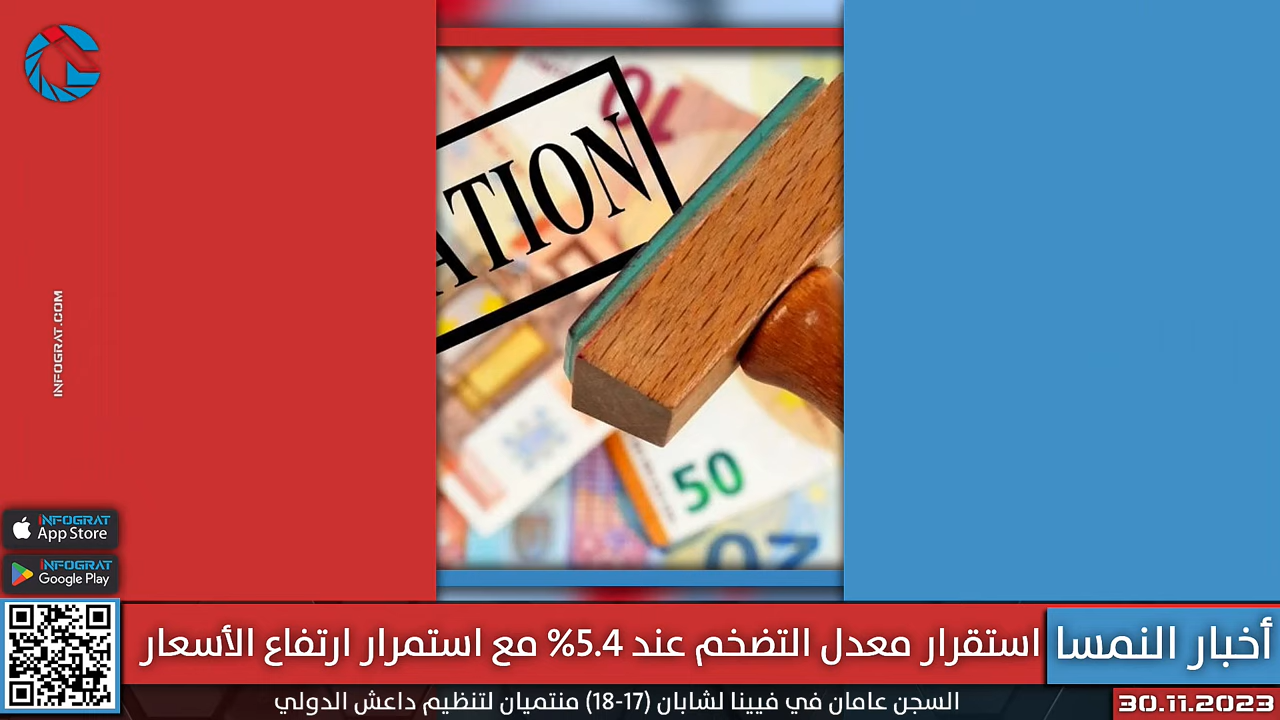 INFOGRAT.COM
10
ATION
50
20
INFOGRAT
App Store
INFOGRAT
Google Play
أخبار النمسا
استقرار معدل التضخم عند 5.4% مع استمرار ارتفاع الأسعار
السجن عامان في فيينا لشابان (17-18) منتميان لتنظيم داعش الدولي
30.11.2023